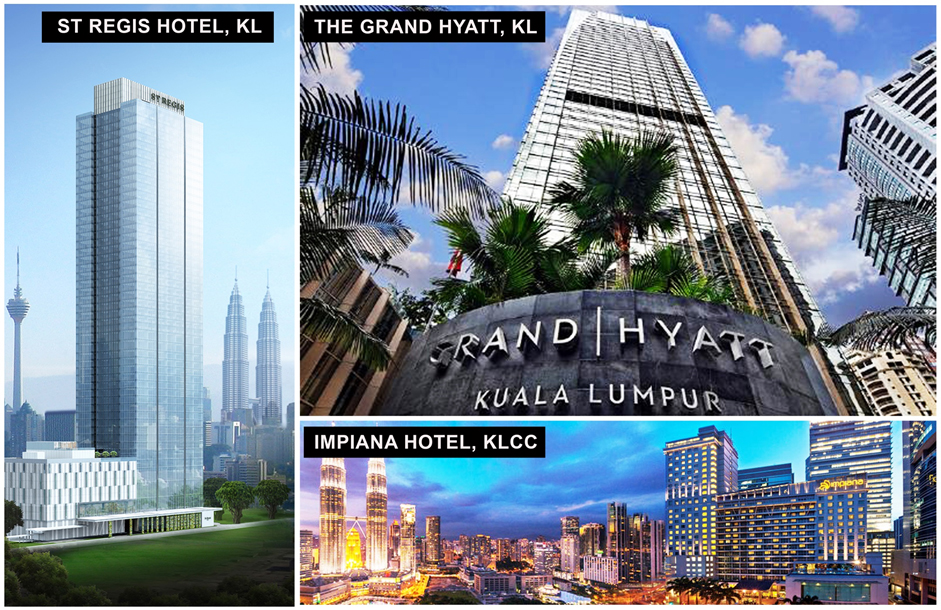 ST REGIS HOTEL, KL
ST REGIS
THE GRAND HYATT, KL
GRAND | HYATT
KUALA LUMPUR
IMPIANA HOTEL, KLCC
impiana